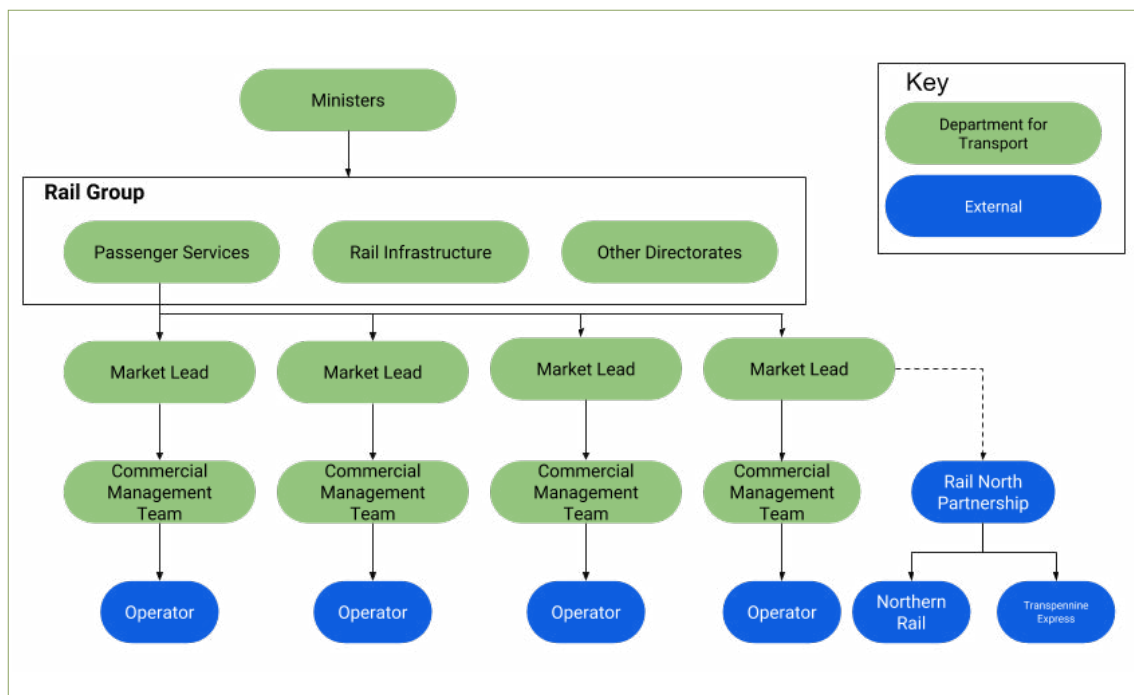 Ministers
Key
Department for
Transport
External
Rail Group
Passenger Services
Rail Infrastructure
Other Directorates
Market Lead
Market Lead
Market Lead
Market Lead
Commercial
Management
Team
Commercial
Management
Team
Commercial
Management
Team
Commercial
Management
Team
Rail North
Partnership
Operator
Operator
Operator
Operator
Northern
Rail
Transpennine
Express